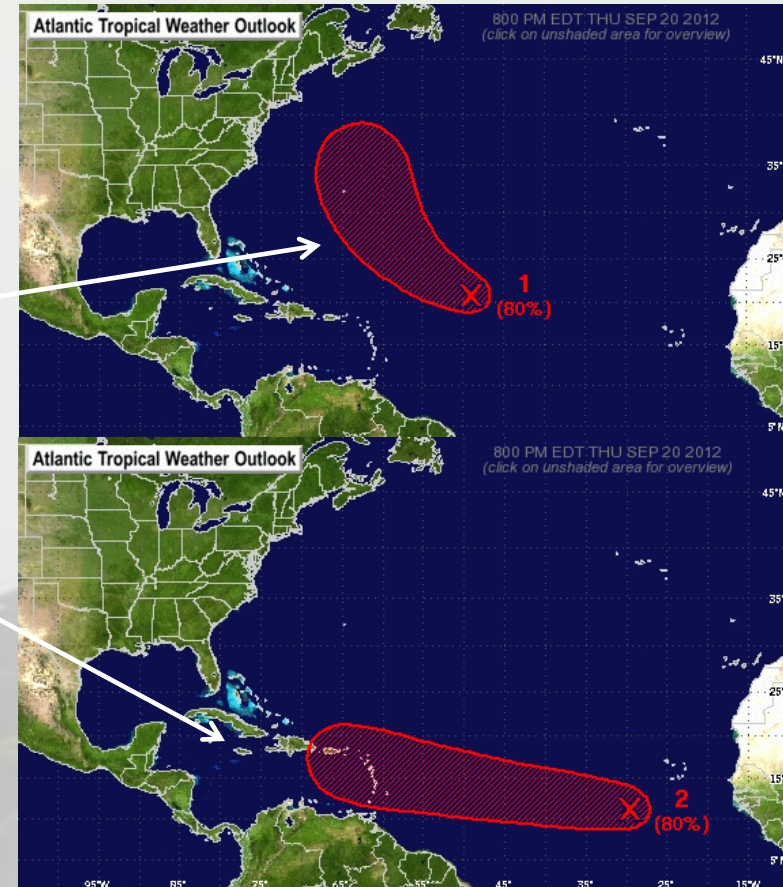 Atlantic Tropical Weather Outlook
800 PM EDT THU SEP 20 2012
(click on unshaded area for overview)
45°N
35°
25°
15°
5°N
1
(80%)
Atlantic Tropical Weather Outlook
800 PM EDT THU SEP 20 2012
(click on unshaded area for overview)
45°N
35°
25°
15°
5°N
2
(80%)
95°W 85° 75° 65° 55° 45° 35° 25° 15°W